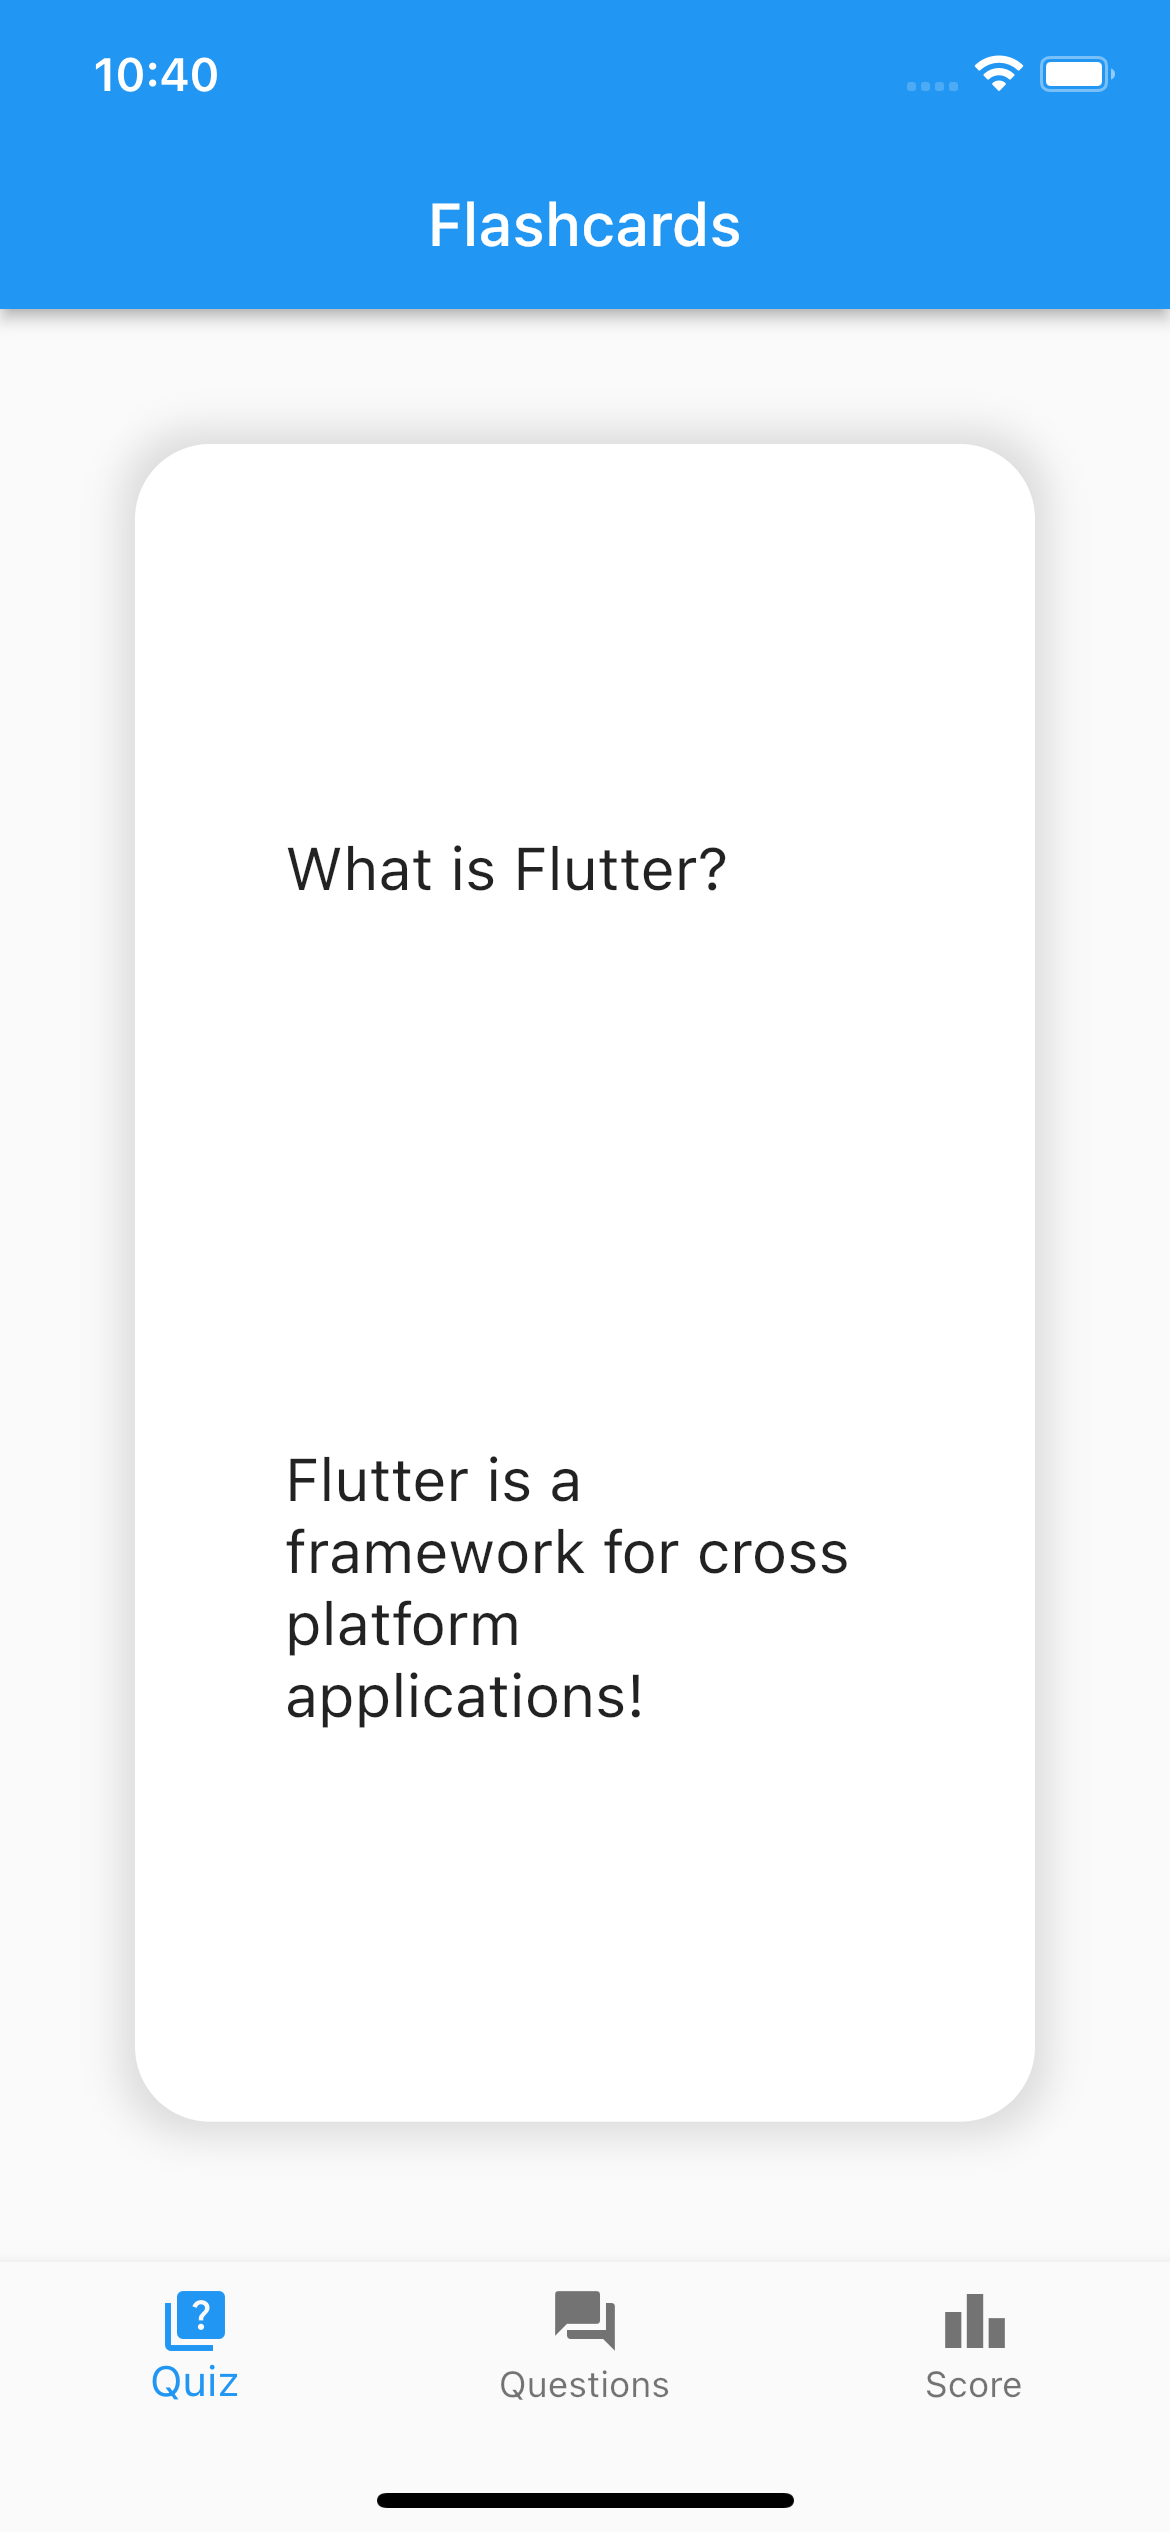 10:40
Flashcards
What is Flutter?
Flutter is a
framework for cross
platform
applications!
?
Quiz
Questions
Score